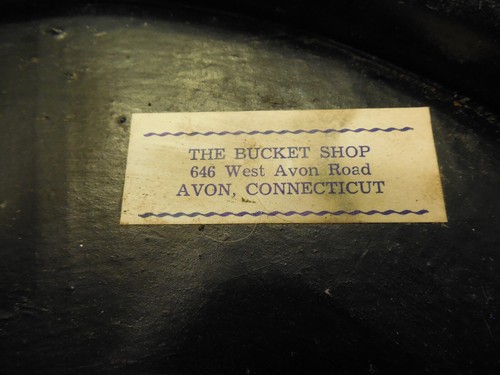 THE BUCKET SHOP
646 West Avon Road
AVON, CONNECTICUT